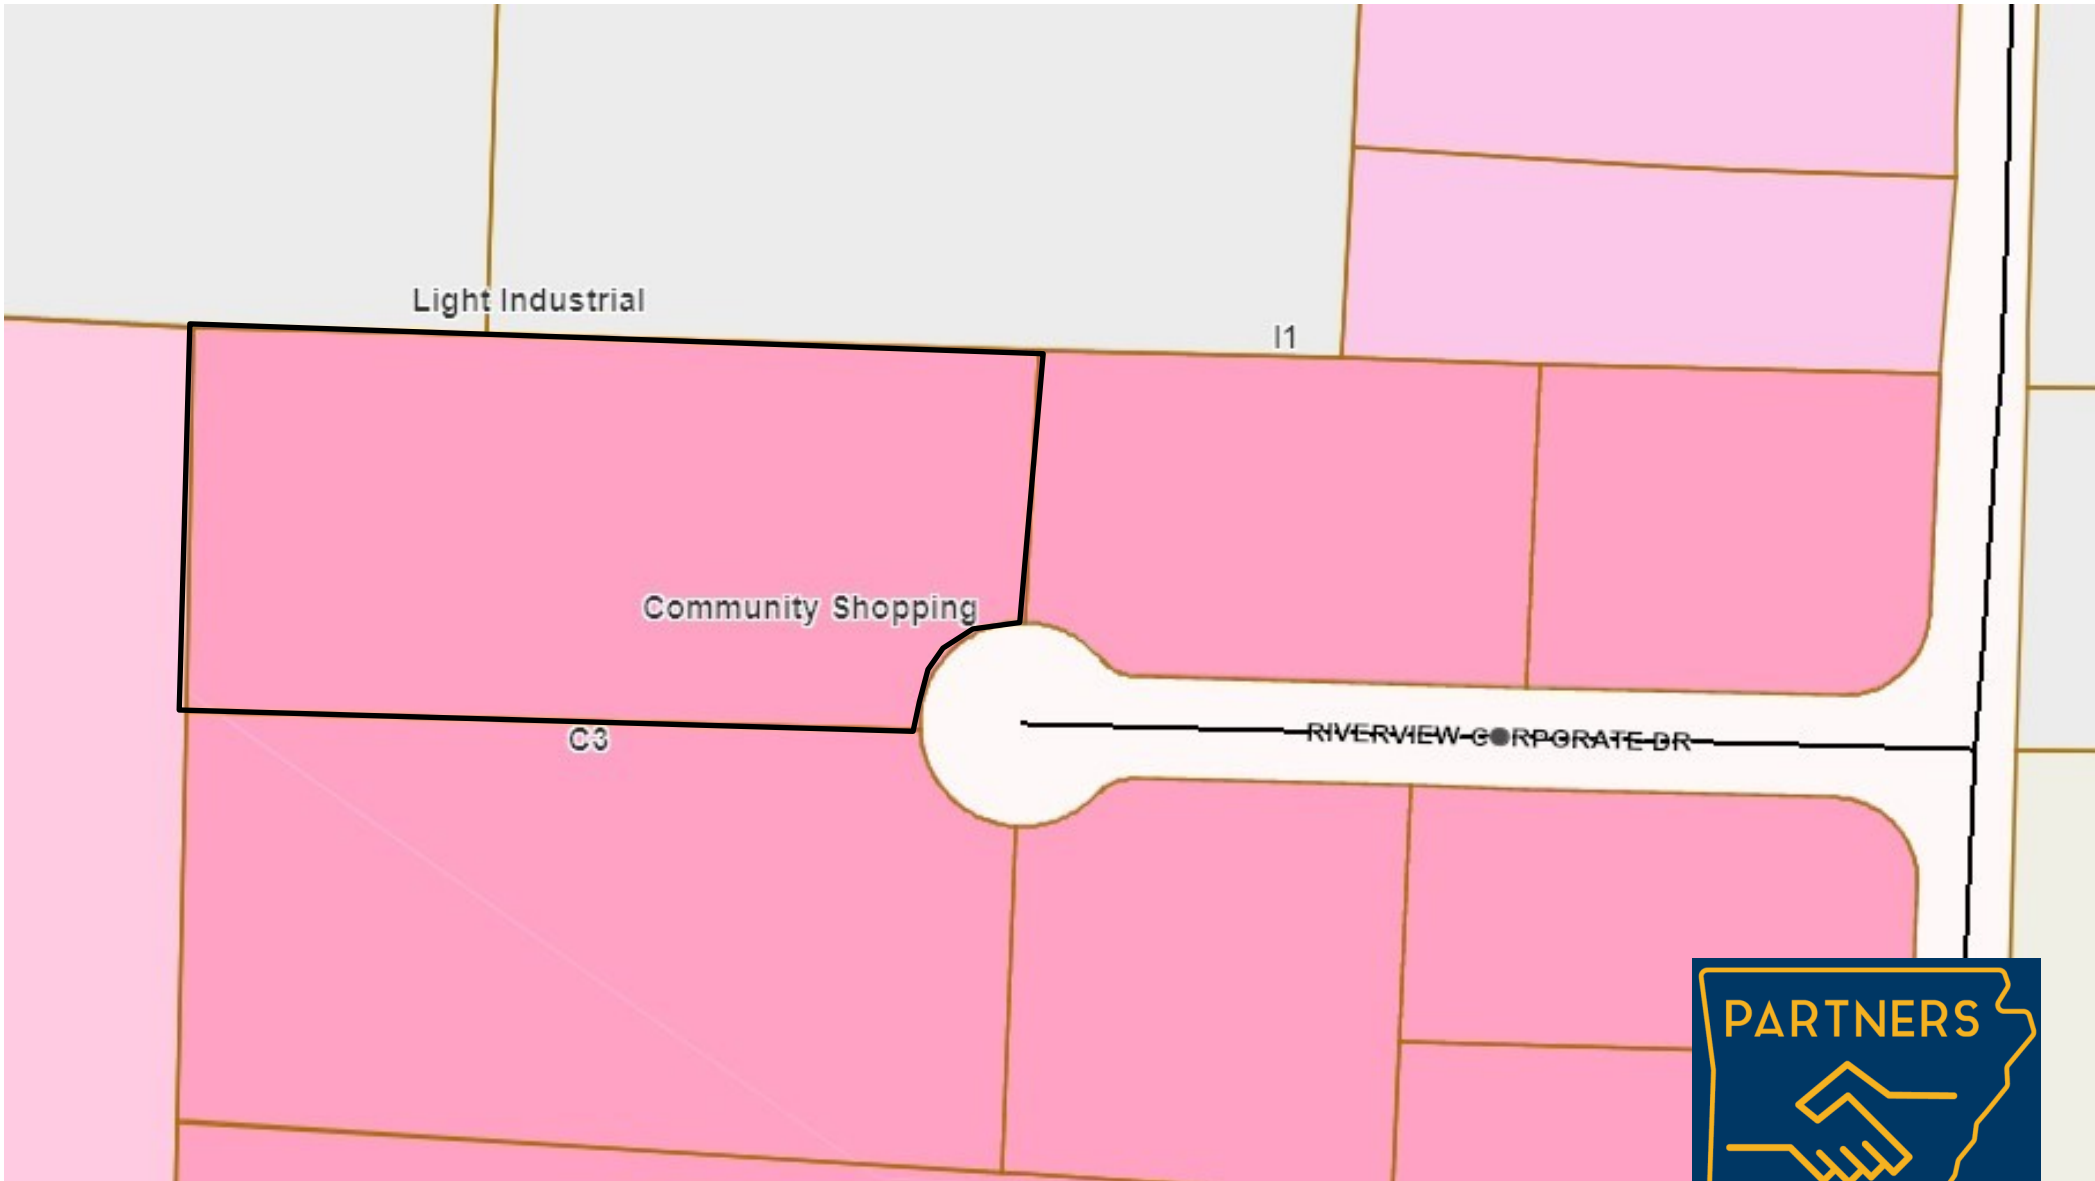 Light Industrial
I1
Community Shopping
C3
RIVERVIEW CORPORATE DR
PARTNERS